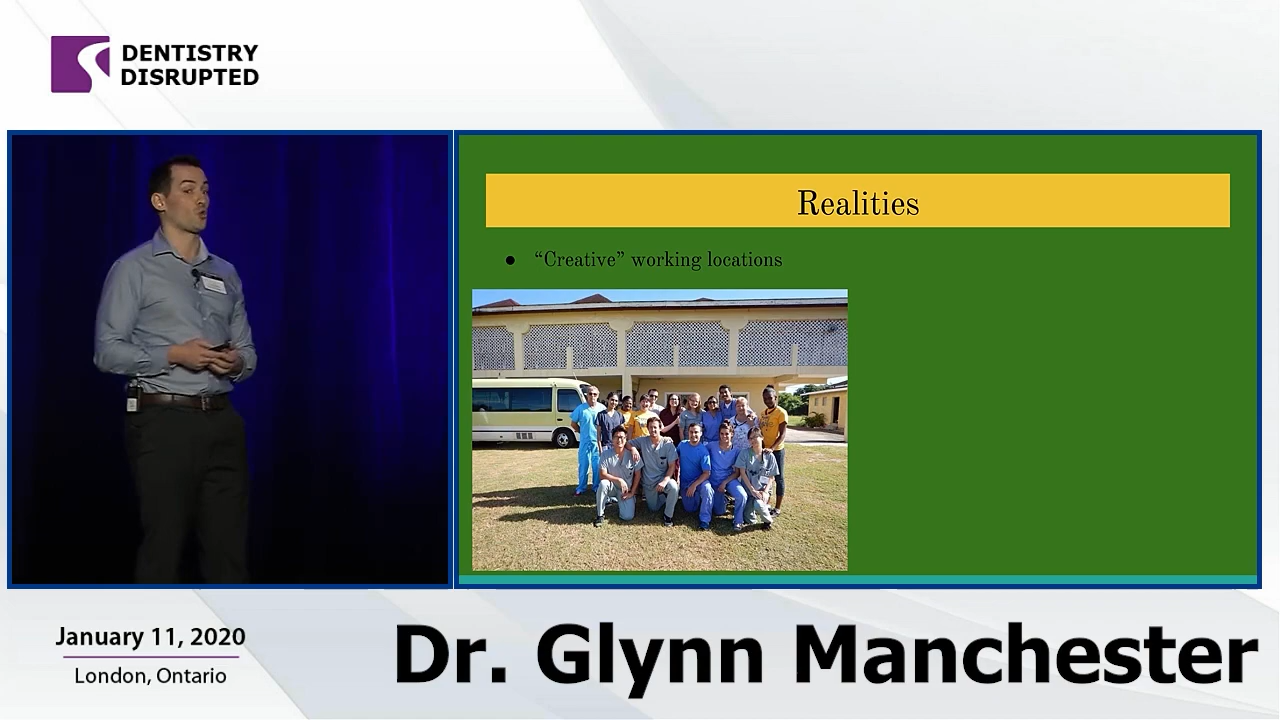 DENTISTRY
DISRUPTED
Realities
● “Creative” working locations
January 11, 2020
London, Ontario
Dr. Glynn Manchester